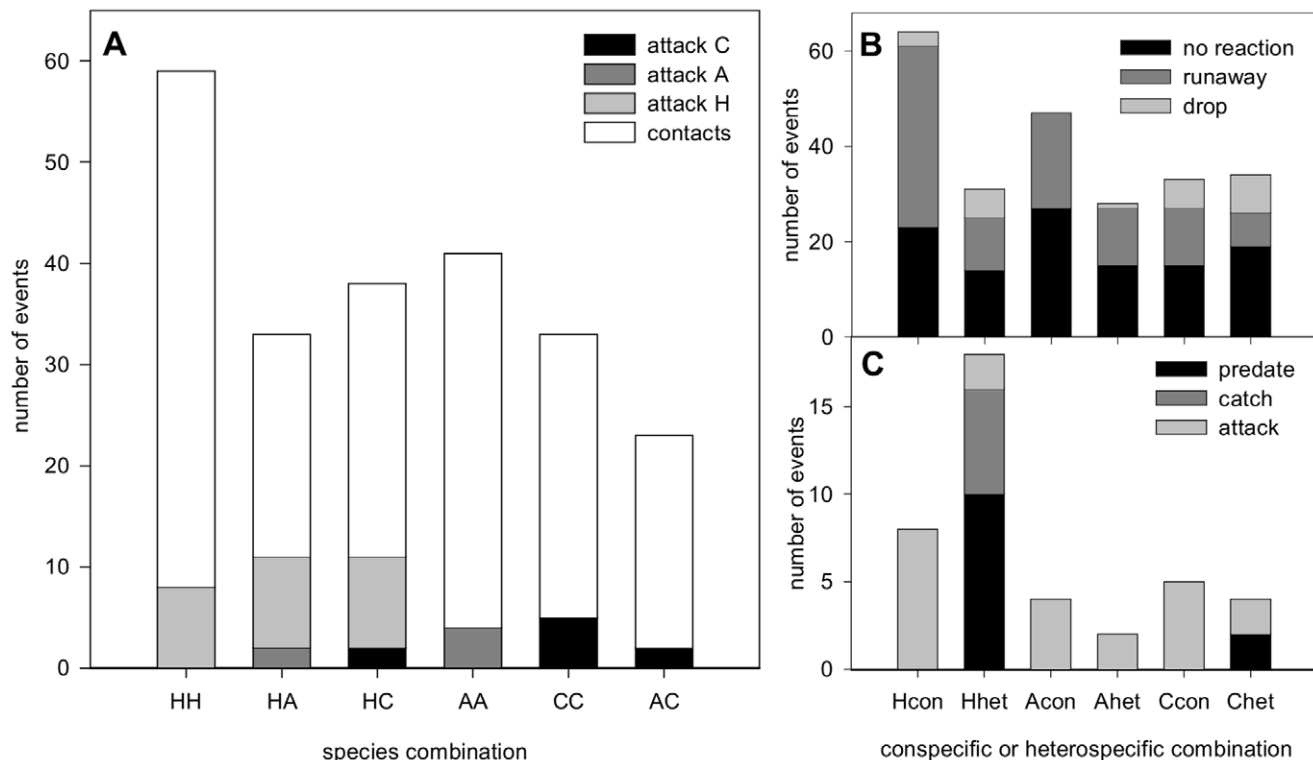 A
attack C
attack A
attack H
contacts
60
50
40
30
20
10
0
number of events
HH HA HC AA CC AC
species combination
B
no reaction
runaway
drop
60
40
20
0
number of events
C
predate
catch
attack
15
10
5
0
number of events
Hcon Hhet Acon Ahet Ccon Chet
conspecific or heterospecific combination